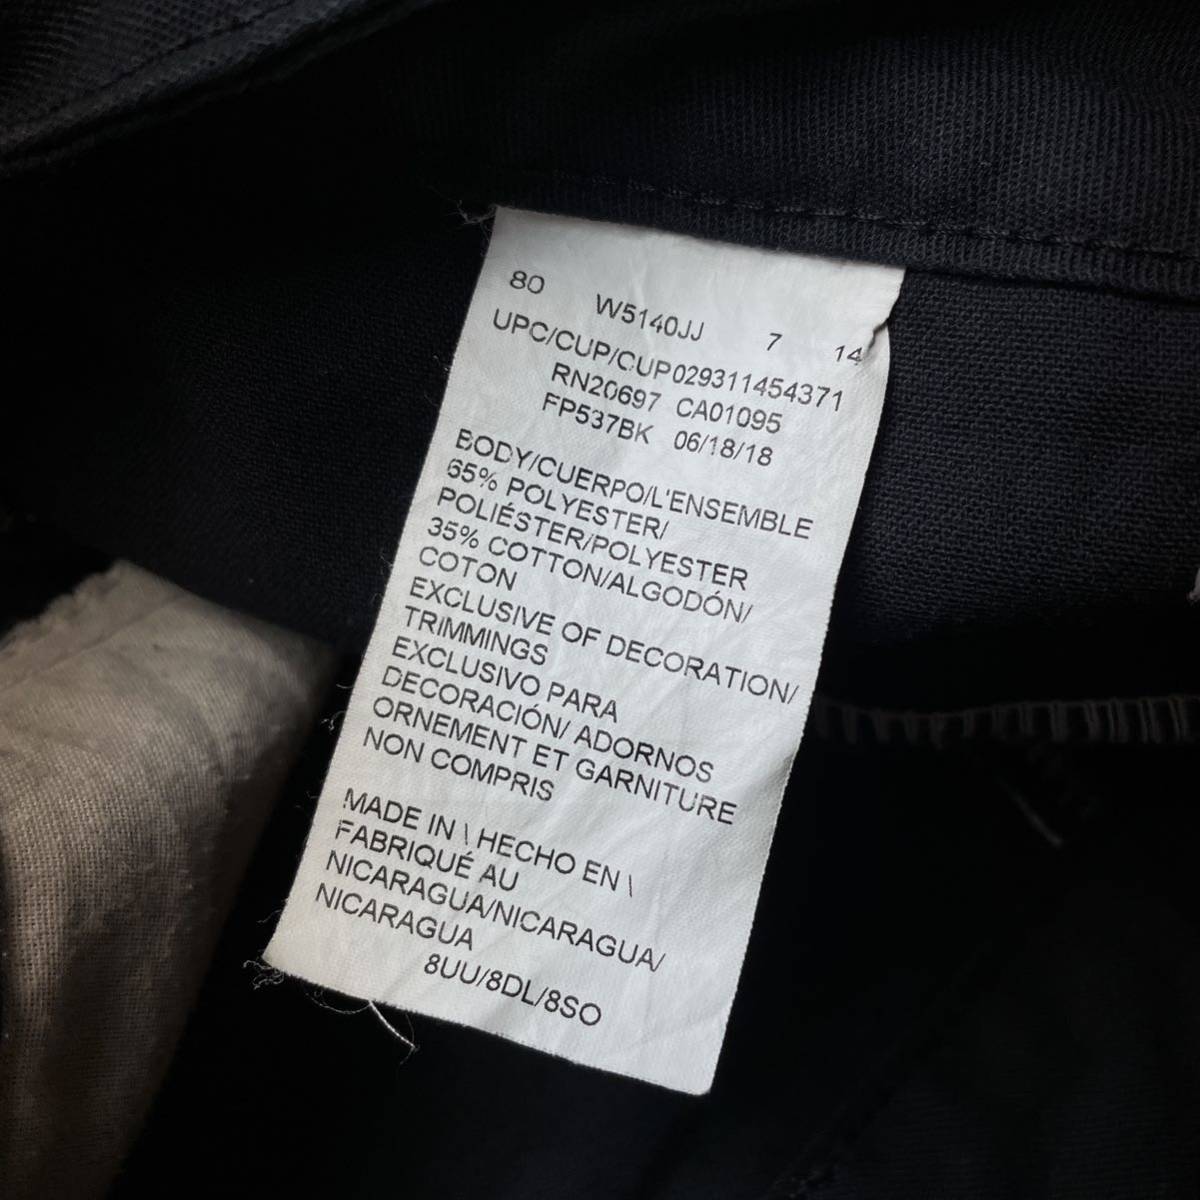 80 W5140JJ 7 14
UPC/CUP/CUP029311454371
RN20697 CA01095
FP537BK 06/18/18
BODY/CUERPO/L'ENSEMBLE
65% POLYESTER/
POLIÉSTER/POLYESTER
35% COTTON/ALGODÓN/
COTON
EXCLUSIVE OF DECORATION/
TRIMMINGS
EXCLUSIVO PARA
DECORACIÓN/ ADORNOS
ORNEMENT ET GARNITURE
NON COMPRIS
MADE IN \ HECHO EN \
FABRIQUÉ AU
NICARAGUA/NICARAGUA/
NICARAGUA
8UU/8DL/8SO